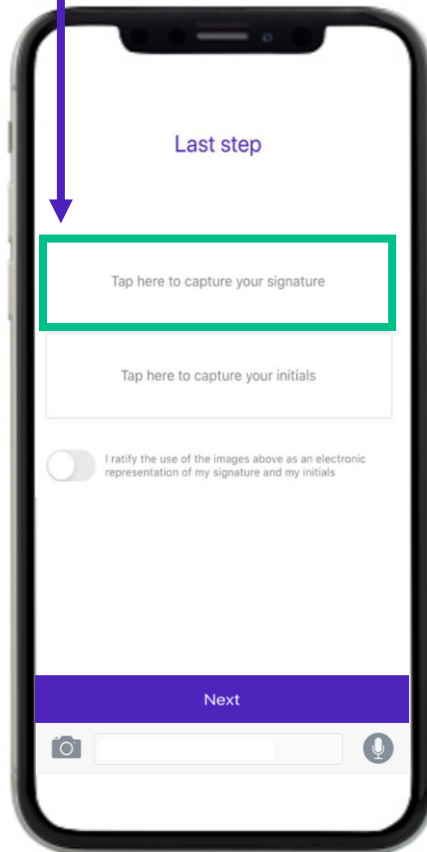 Last step
Tap here to capture your signature
Tap here to capture your initials
I ratify the use of the images above as an electronic
representation of my signature and my initials
Next